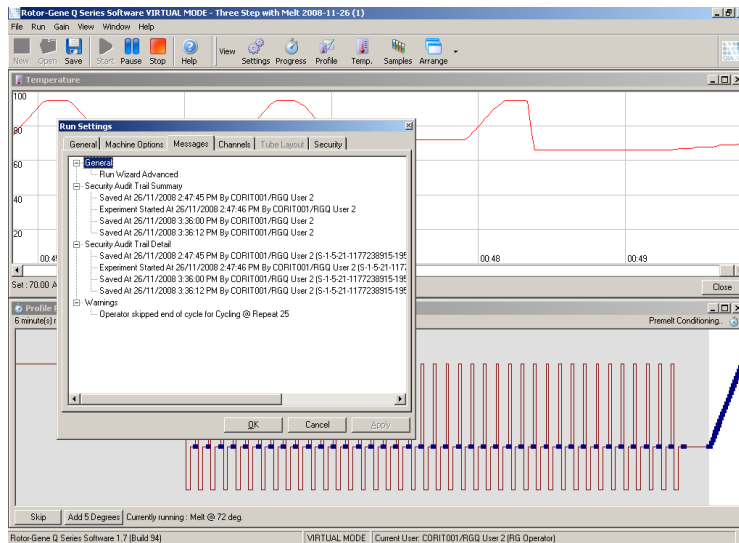 Rotor-Gene Q Series Software VIRTUAL MODE - Three Step with Melt 2008-11-26 (1)
File Run Gain View Window Help
New Open Save Start Pause Stop Help View Settings Progress Profile Temp. Samples Arrange
Temperature
100
80
60
40
20
00:48
00:49
Set : 70.00
Close
Run Settings
General Machine Options Messages Channels Tube Layout Security
General
Run Wizard Advanced
Security Audit Trail Summary
Saved At 26/11/2008 2:47:45 PM By CORIT001/RGQ User 2
Experiment Started At 26/11/2008 2:47:46 PM By CORIT001/RGQ User 2
Saved At 26/11/2008 3:36:00 PM By CORIT001/RGQ User 2
Saved At 26/11/2008 3:36:12 PM By CORIT001/RGQ User 2
Security Audit Trail Detail
Saved At 26/11/2008 2:47:45 PM By CORIT001/RGQ User 2 (S-1-5-21-1177238915-195
Experiment Started At 26/11/2008 2:47:46 PM By CORIT001/RGQ User 2 (S-1-5-21-117
Saved At 26/11/2008 3:36:00 PM By CORIT001/RGQ User 2 (S-1-5-21-1177238915-195
Saved At 26/11/2008 3:36:12 PM By CORIT001/RGQ User 2 (S-1-5-21-1177238915-195
Warnings
Operator skipped end of cycle for Cycling @ Repeat 25
OK Cancel Apply
Profile
6 minute(s)
Premelt Conditioning..
Skip Add 5 Degrees Currently running : Melt @ 72 deg.
Rotor-Gene Q Series Software 1.7 (Build 94) VIRTUAL MODE Current User: CORIT001/RGQ User 2 (RG Operator)